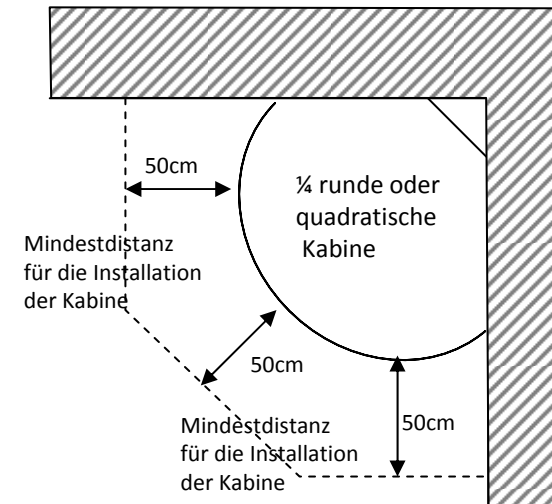 50cm
¼ runde oder
quadratische
Kabine
Mindestdistanz
für die Installation
der Kabine
50cm
50cm
Mindestdistanz
für die Installation
der Kabine